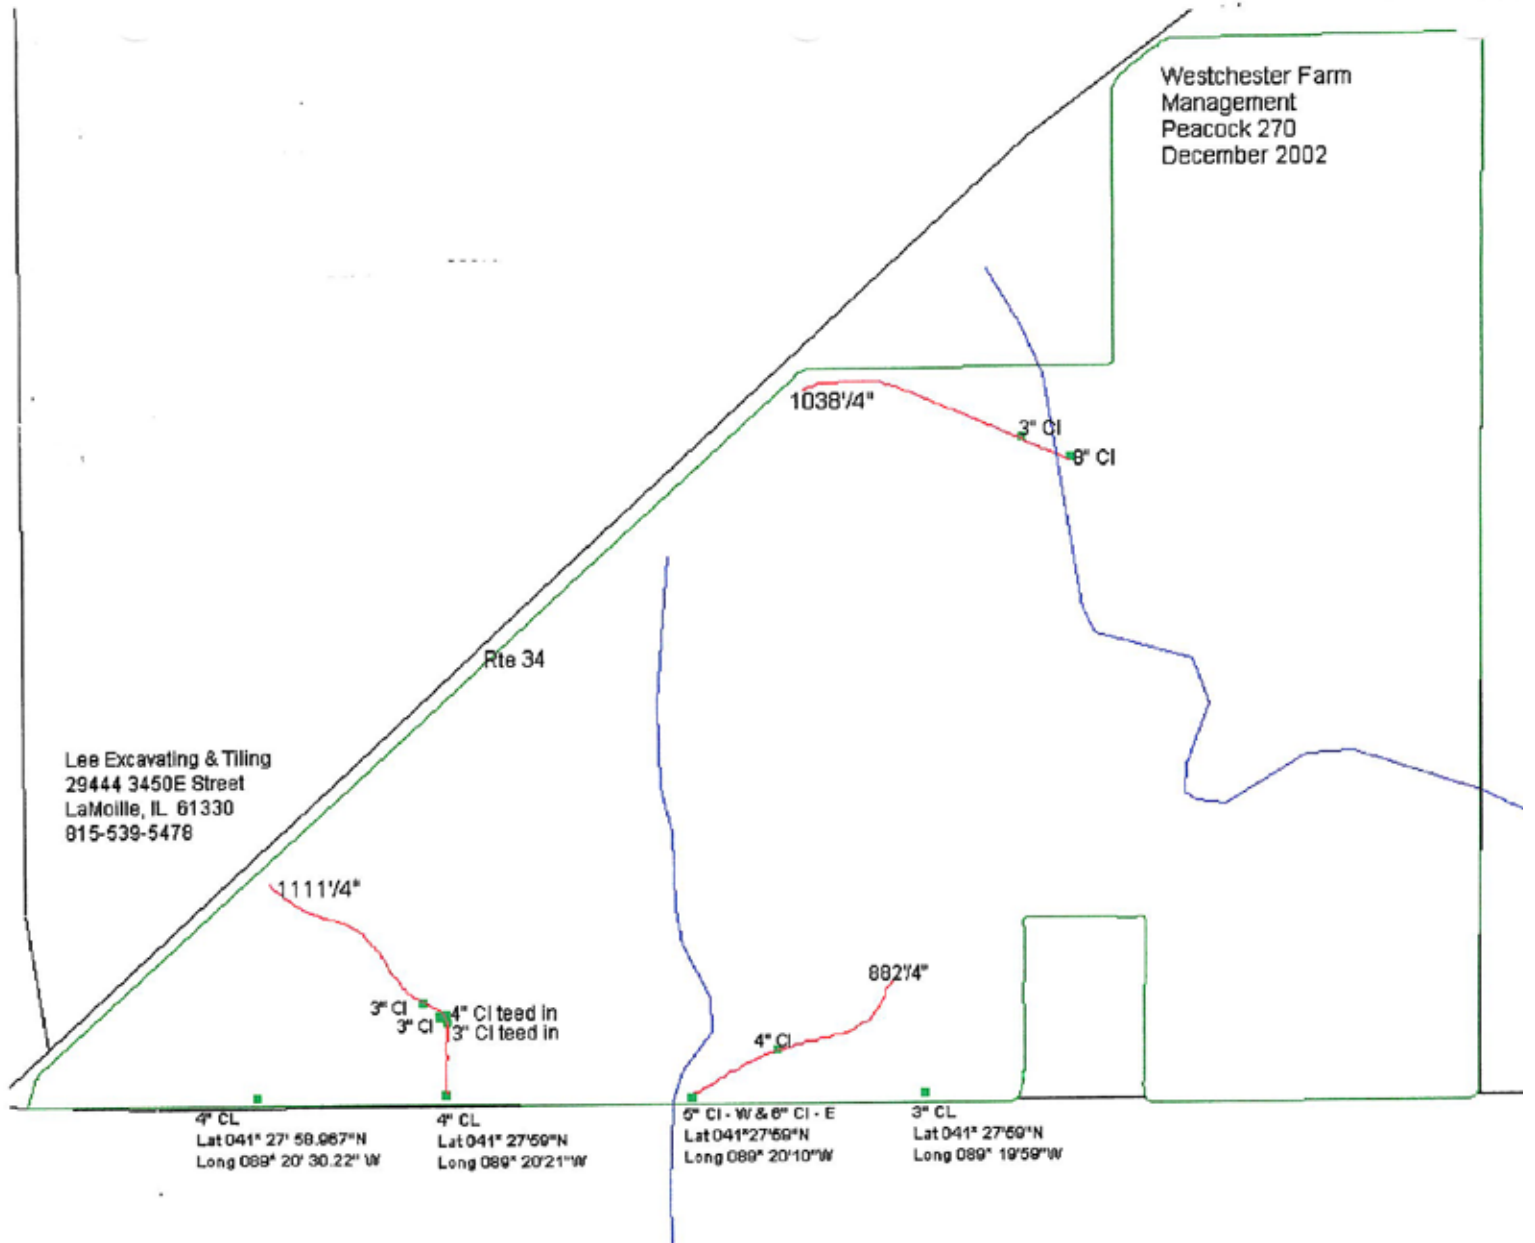 Westchester Farm
Management
Peacock 270
December 2002
1038'/4"
3" CI
8" CI
Rte 34
Lee Excavating & Tiling
29444 3450E Street
LaMoille, IL 61330
815-539-5478
1111'/4"
882'/4"
3" CI
4" CI teed in
3" CI
3" CI teed in
4" CI
4" CL
Lat 041* 27' 58.967"N
Long 089* 20' 30.22" W
4" CL
Lat 041* 27'59"N
Long 089* 20'21"W
5" CI - W & 6" CI - E
Lat 041*27'59"N
Long 089* 20'10"W
3" CL
Lat 041* 27'59"N
Long 089* 19'59"W